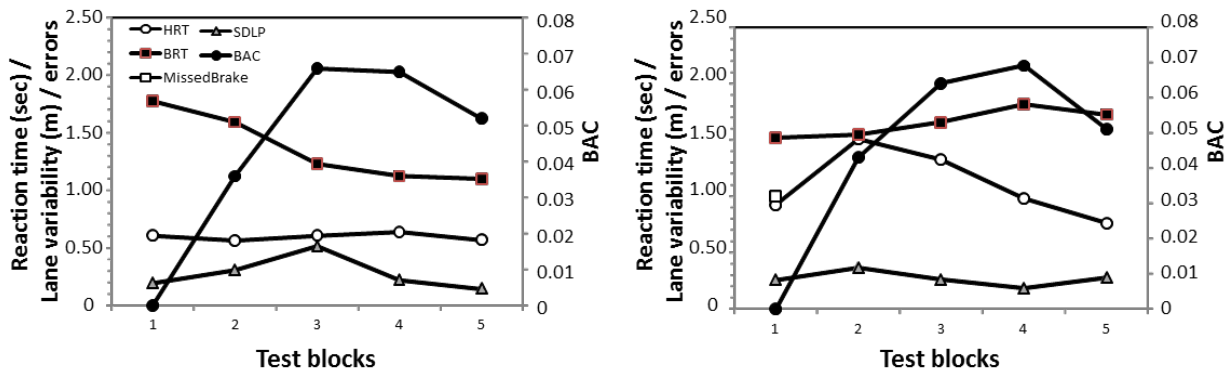 Reaction time (sec) /
Lane variability (m) / errors
2.50
2.00
1.50
1.00
0.50
0
HRT
SDLP
BRT
BAC
MissedBrake
0.08
0.07
0.06
0.05
0.04
0.03
0.02
0.01
0
BAC
1 2 3 4 5
Test blocks
Reaction time (sec) /
Lane variability (m) / errors
2.50
2.00
1.50
1.00
0.50
0
0.08
0.07
0.06
0.05
0.04
0.03
0.02
0.01
0
BAC
1 2 3 4 5
Test blocks